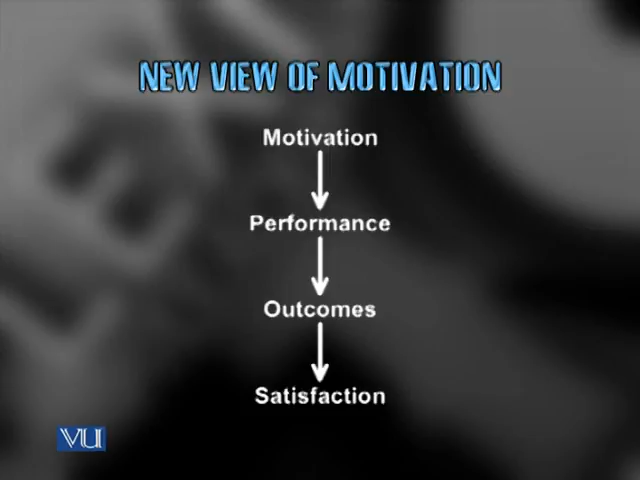 NEW VIEW OF MOTIVATION
Motivation
Performance
Outcomes
Satisfaction
VU